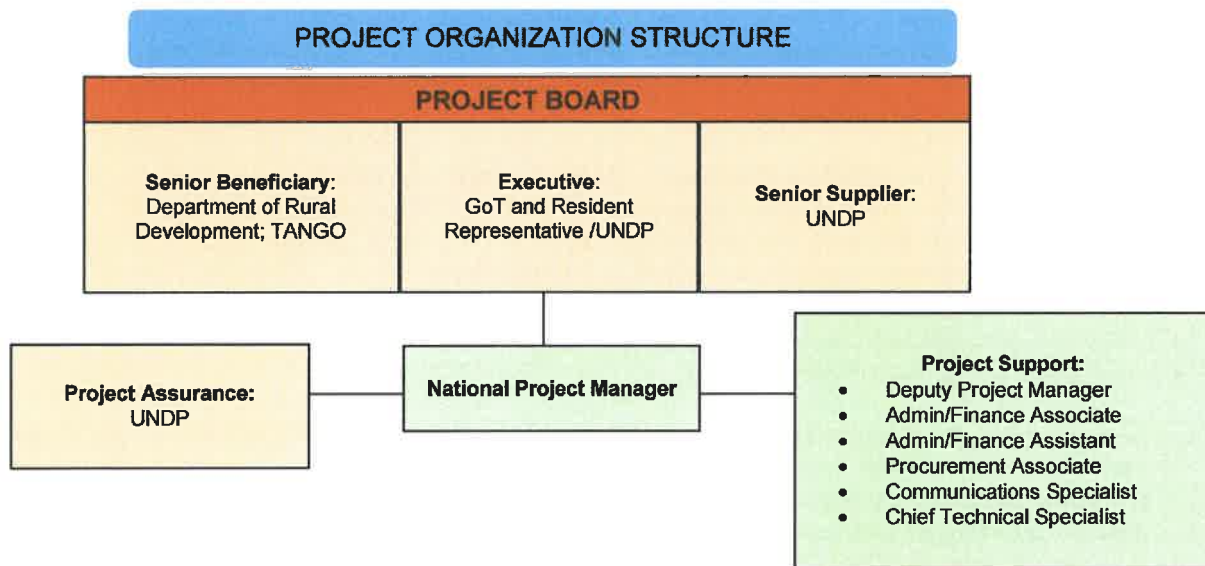 PROJECT ORGANIZATION STRUCTURE
PROJECT BOARD
Senior Beneficiary:
Department of Rural
Development; TANGO
Executive:
GoT and Resident
Representative /UNDP
Senior Supplier:
UNDP
Project Assurance:
UNDP
National Project Manager
Project Support:
• Deputy Project Manager
• Admin/Finance Associate
• Admin/Finance Assistant
• Procurement Associate
• Communications Specialist
• Chief Technical Specialist